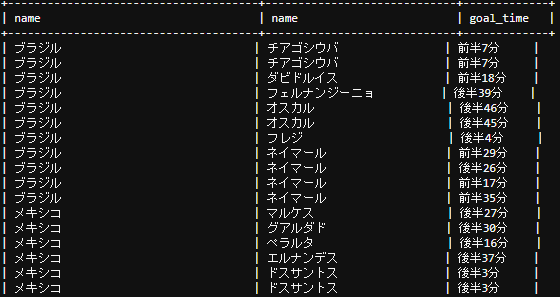 | name | name | goal_time |
| ブラジル | チアゴシウバ | 前半7分 |
| ブラジル | チアゴシウバ | 前半7分 |
| ブラジル | ダビドルイス | 前半18分 |
| ブラジル | フェルナンジーニョ | 後半39分 |
| ブラジル | オスカル | 後半46分 |
| ブラジル | オスカル | 後半45分 |
| ブラジル | フレジ | 後半4分 |
| ブラジル | ネイマール | 前半29分 |
| ブラジル | ネイマール | 後半26分 |
| ブラジル | ネイマール | 前半17分 |
| ブラジル | ネイマール | 前半35分 |
| メキシコ | マルケス | 後半27分 |
| メキシコ | グアルダド | 後半30分 |
| メキシコ | ペラルタ | 後半16分 |
| メキシコ | エルナンデス | 後半37分 |
| メキシコ | ドスサントス | 後半3分 |
| メキシコ | ドスサントス | 後半3分 |